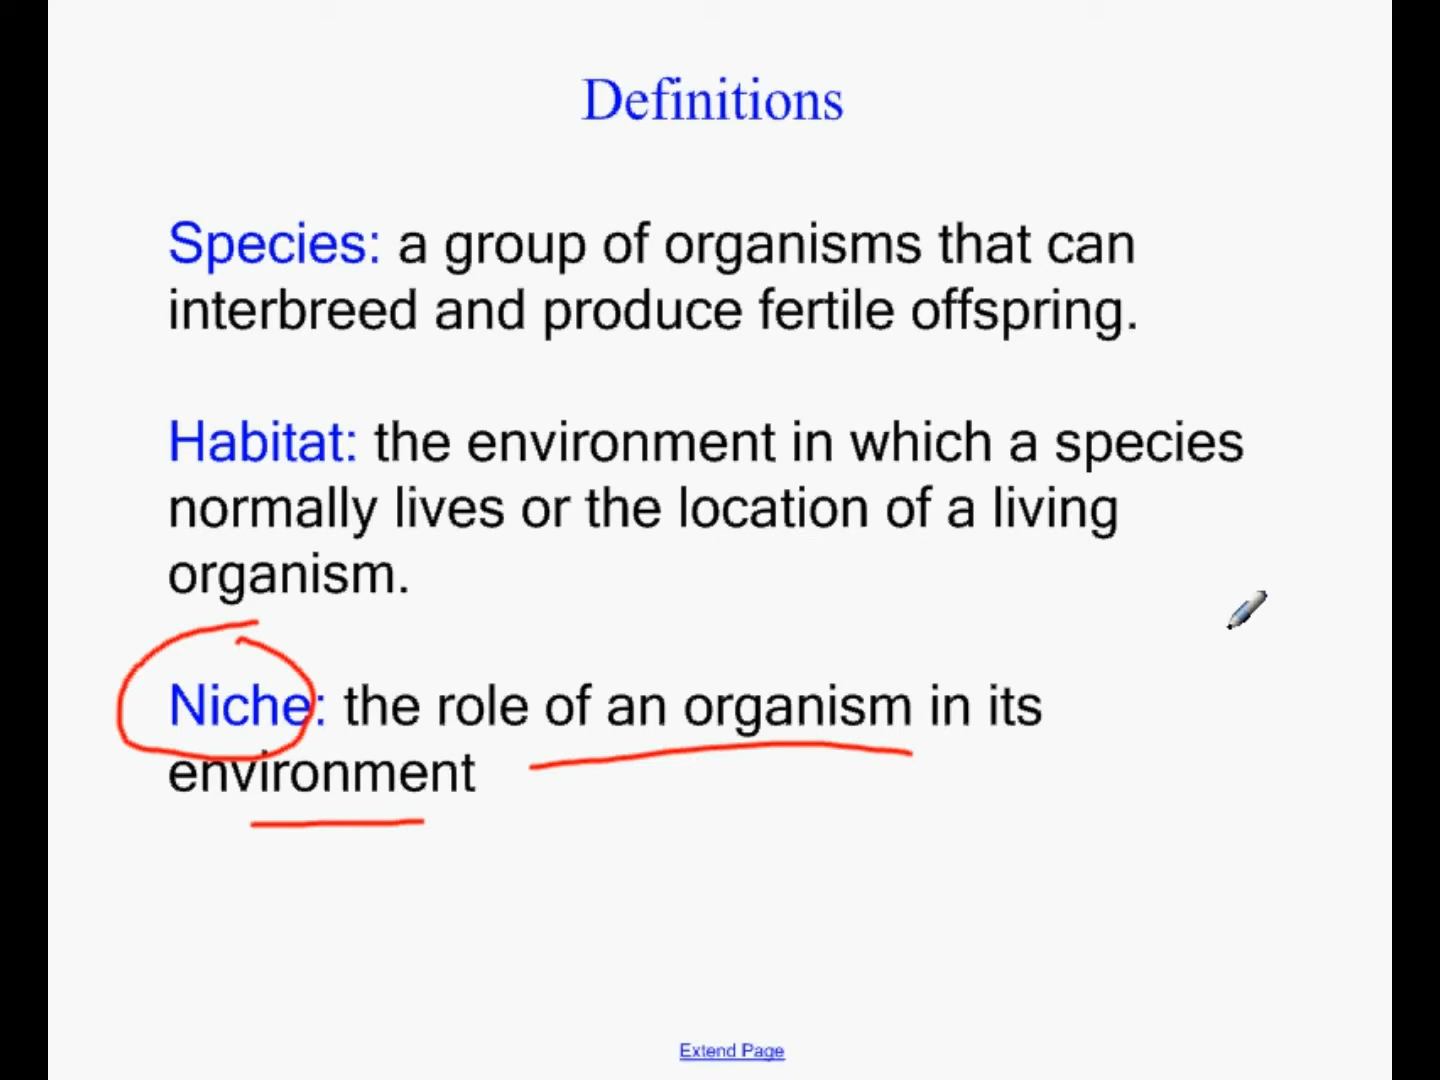 Definitions
Species: a group of organisms that can
interbreed and produce fertile offspring.
Habitat: the environment in which a species
normally lives or the location of a living
organism.
Niche: the role of an organism in its
environment
Extend Page